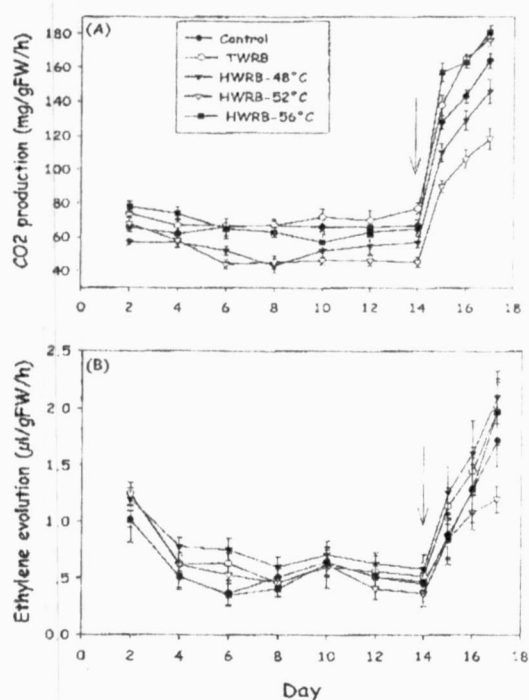 (A)
Control
TWRB
HWRB-48°C
HWRB-52°C
HWRB-56°C
CO2 production (mg/gFW/h)
180
160
140
120
100
80
60
40
0 2 4 6 8 10 12 14 16 18
(B)
Ethylene evolution (µl/gFW/h)
2.5
2.0
1.5
1.0
.5
0.0
0 2 4 6 8 10 12 14 16 18
Day